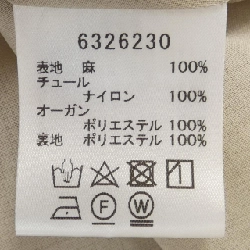 6326230
表地 麻 100%
チュール
ナイロン 100%
オーガン
ポリエステル 100%
裏地 ポリエステル 100%
F W